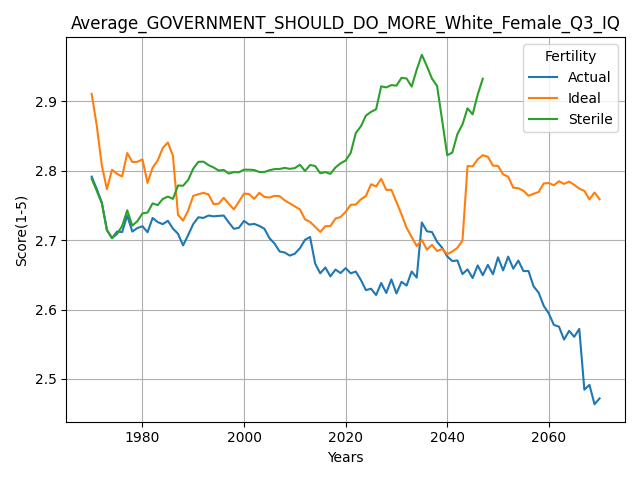 Average_GOVERNMENT_SHOULD_DO_MORE_White_Female_Q3_IQ
Fertility
Actual
Ideal
Sterile
Score(1-5)
2.9
2.8
2.7
2.6
2.5
1980 2000 2020 2040 2060
Years